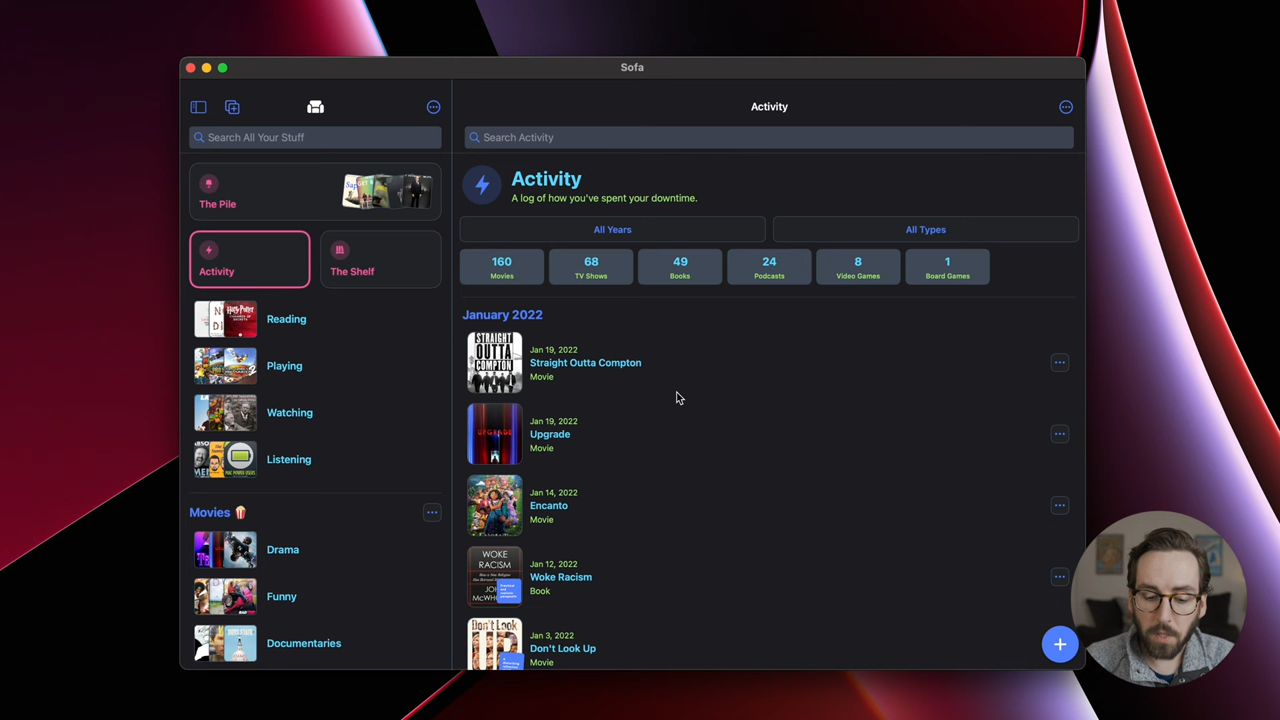 Sofa
Search All Your Stuff
The Pile
Activity
The Shelf
Reading
Playing
Watching
Listening
Movies 🍿
Drama
Funny
Documentaries
Activity
Search Activity
Activity
A log of how you've spent your downtime.
All Years
All Types
160
Movies
68
TV Shows
49
Books
24
Podcasts
8
Video Games
1
Board Games
January 2022
STRAIGHT
OUTTA
COMPTON
Jan 19, 2022
Straight Outta Compton
Movie
UPGRADE
Jan 19, 2022
Upgrade
Movie
Jan 14, 2022
Encanto
Movie
WOKE
RACISM
Jan 12, 2022
Woke Racism
Book
Don't Look
UP
Jan 3, 2022
Don't Look Up
Movie